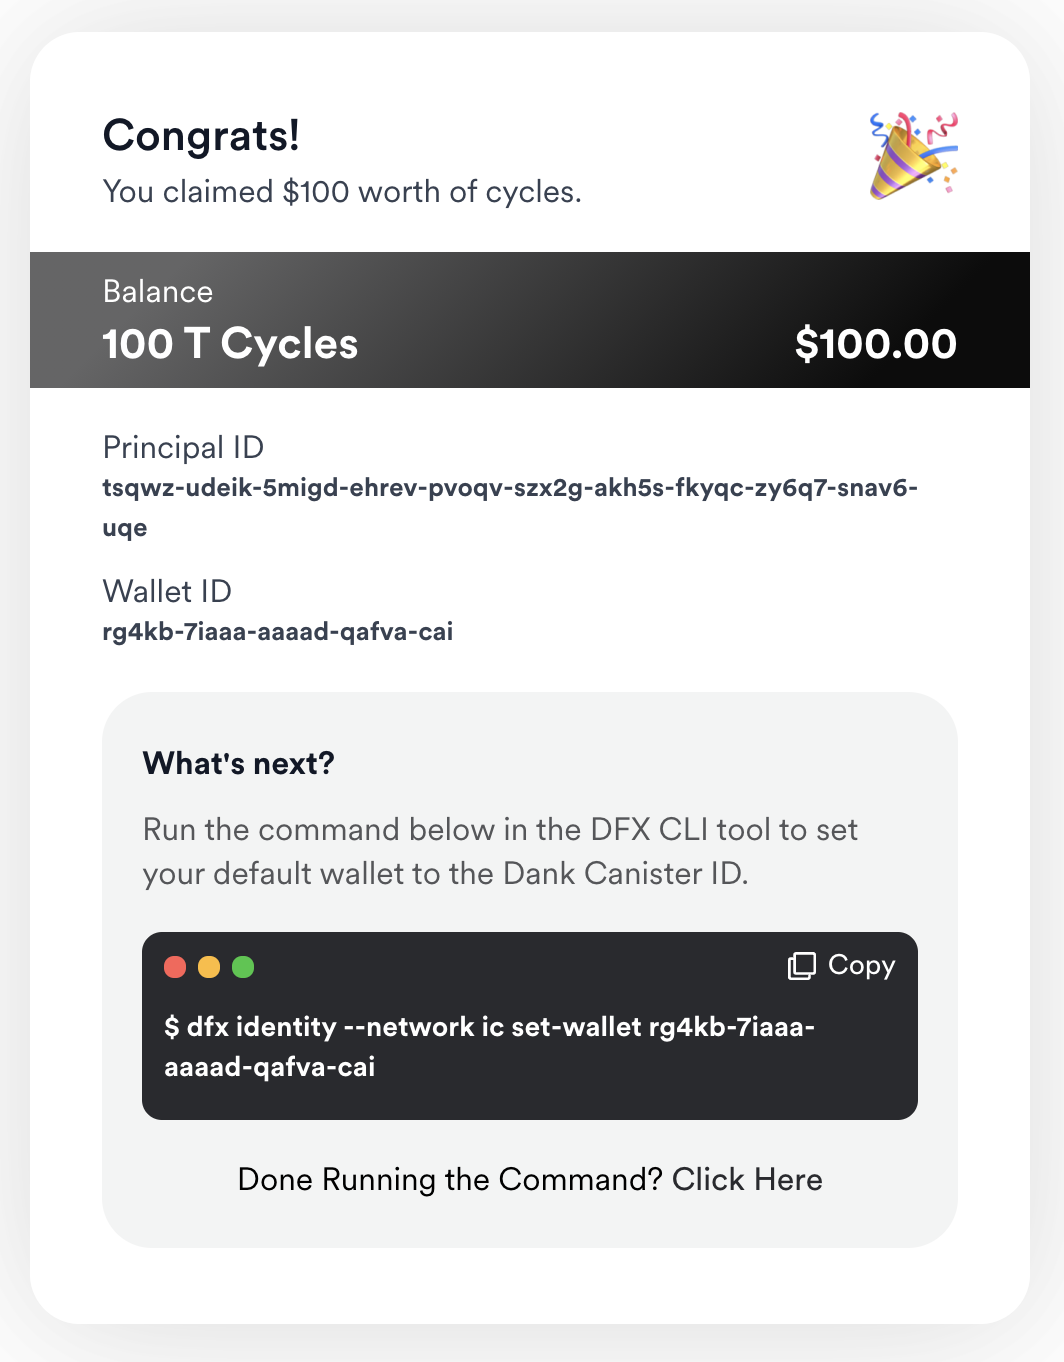 Congrats!
You claimed $100 worth of cycles.
Balance
100 T Cycles
$100.00
Principal ID
tsqwz-udeik-5migd-ehrev-pvoqv-szx2g-akh5s-fkyqc-zy6q7-snav6-
uqe
Wallet ID
rg4kb-7iaaa-aaaad-qafva-cai
What's next?
Run the command below in the DFX CLI tool to set
your default wallet to the Dank Canister ID.
Copy
$ dfx identity --network ic set-wallet rg4kb-7iaaa-
aaaad-qafva-cai
Done Running the Command? Click Here